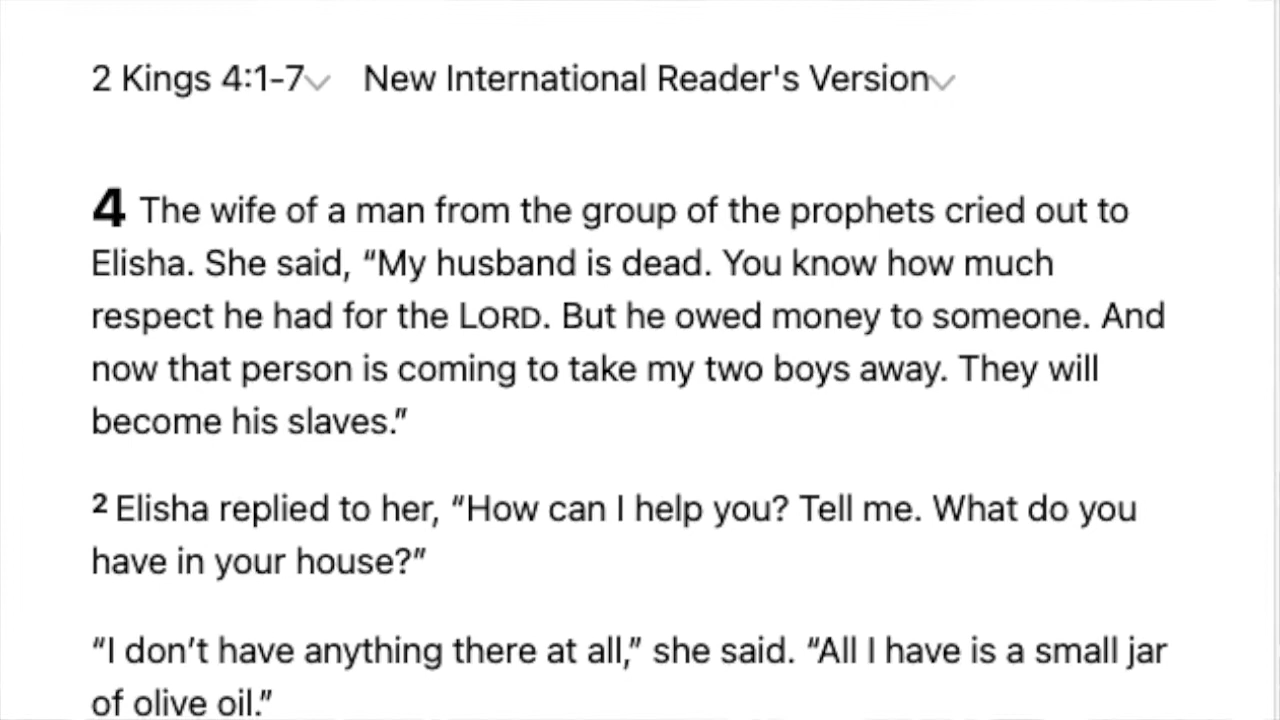 2 Kings 4:1-7 New International Reader's Version
4 The wife of a man from the group of the prophets cried out to
Elisha. She said, “My husband is dead. You know how much
respect he had for the LORD. But he owed money to someone. And
now that person is coming to take my two boys away. They will
become his slaves.”
2 Elisha replied to her, “How can I help you? Tell me. What do you
have in your house?”
“I don’t have anything there at all,” she said. “All I have is a small jar
of olive oil.”